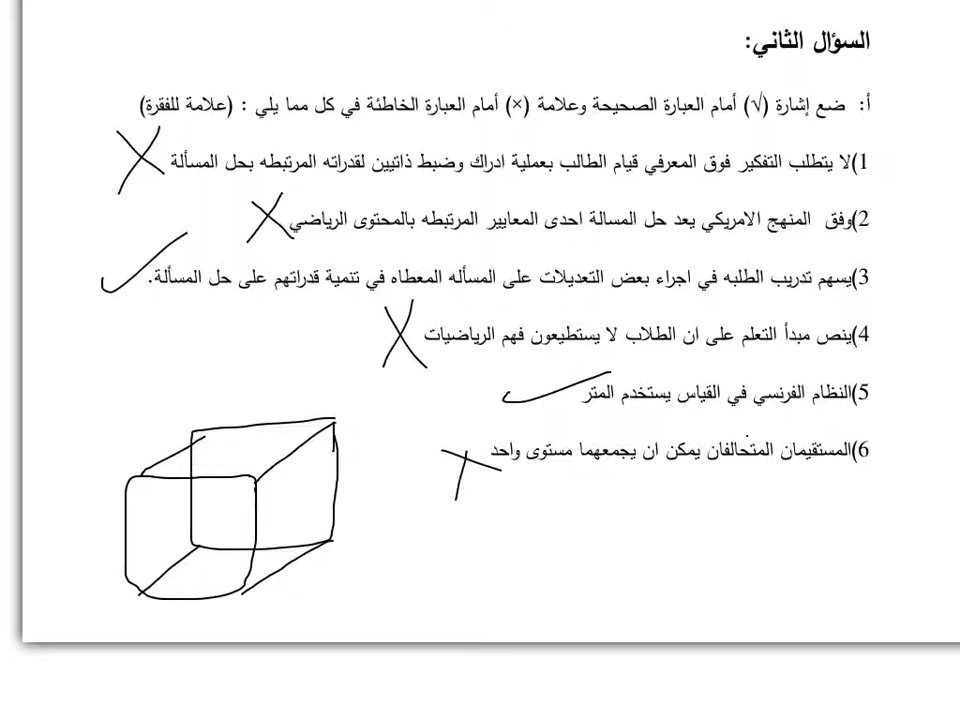 السؤال الثاني:
أ: ضع إشارة (√) أمام العبارة الصحيحة وعلامة (×) أمام العبارة الخاطئة في كل مما يلي : (علامة للفقرة)
1)لا يتطلب التفكير فوق المعرفي قيام الطالب بعملية ادراك وضبط ذاتيين لقدراته المرتبطه بحل المسألة
2)وفق المنهج الامريكي يعد حل المسالة احدى المعايير المرتبطه بالمحتوى الرياضي
3)يسهم تدريب الطلبه في اجراء بعض التعديلات على المسأله المعطاه في تنمية قدراتهم على حل المسألة.
4)ينص مبدأ التعلم على ان الطلاب لا يستطيعون فهم الرياضيات
5)النظام الفرنسي في القياس يستخدم المتر
6)المستقيمان المتحالفان يمكن ان يجمعهما مستوى واحد